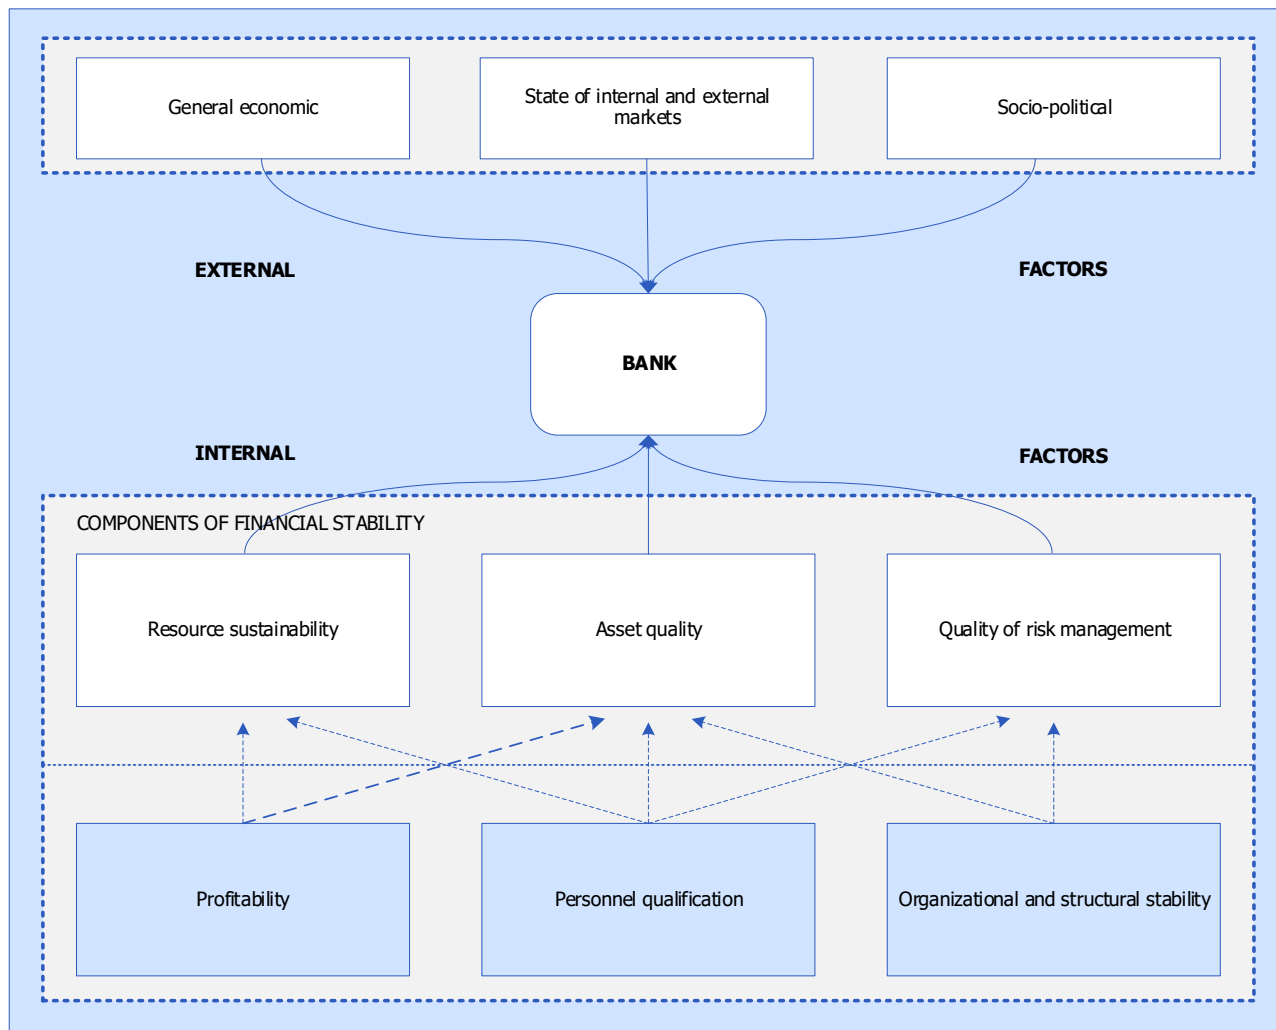 General economic
State of internal and external
markets
Socio-political
EXTERNAL
FACTORS
BANK
INTERNAL
FACTORS
COMPONENTS OF FINANCIAL STABILITY
Resource sustainability
Asset quality
Quality of risk management
Profitability
Personnel qualification
Organizational and structural stability